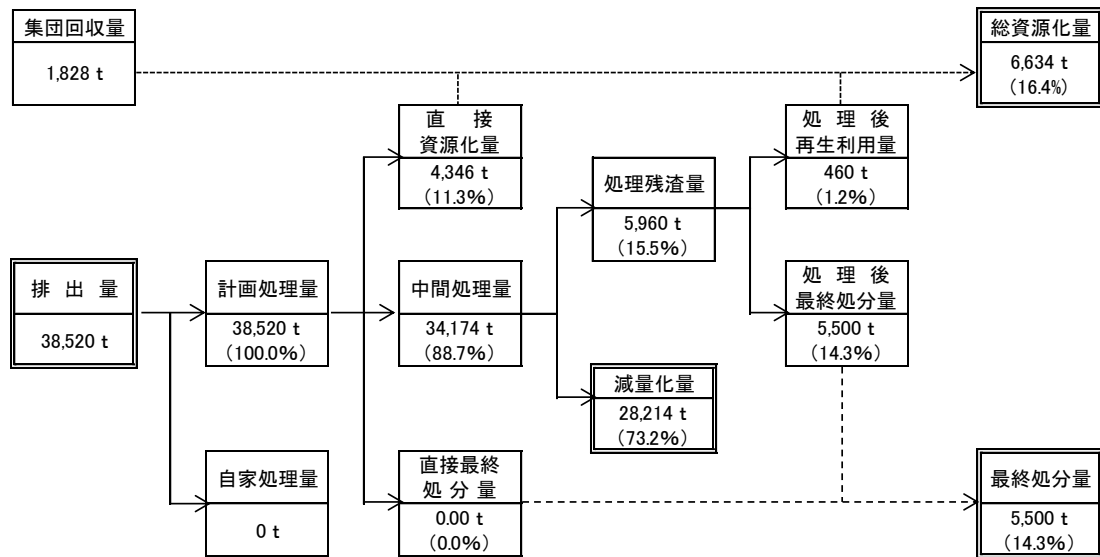 集団回収量
1,828 t
総資源化量
6,634 t
（16.4%）
直　接
資源化量
4,346 t
（11.3%）
処 理 後
再生利用量
460 t
（1.2%）
処理残渣量
5,960 t
（15.5%）
排 出 量
38,520 t
計画処理量
38,520 t
（100.0%）
中間処理量
34,174 t
（88.7%）
処 理 後
最終処分量
5,500 t
（14.3%）
減量化量
28,214 t
（73.2%）
自家処理量
0 t
直接最終
処 分 量
0.00 t
（0.0%）
最終処分量
5,500 t
（14.3%）